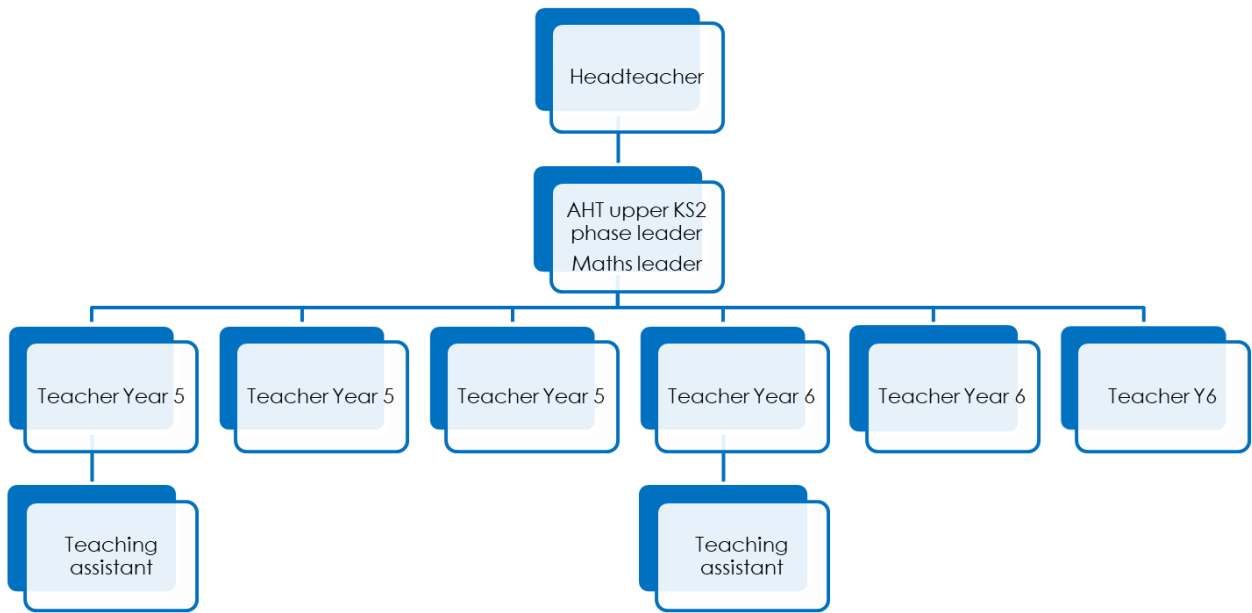 Headteacher
AHT upper KS2
phase leader
Maths leader
Teacher Year 5
Teacher Year 5
Teacher Year 5
Teacher Year 6
Teacher Year 6
Teacher Y6
Teaching
assistant
Teaching
assistant